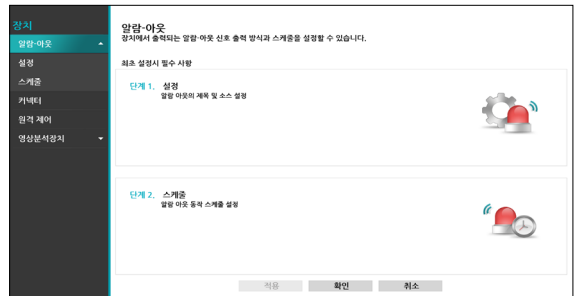 장치
알람-아웃
설정
스케줄
커넥터
원격 제어
영상분석장치
알람-아웃
장치에서 출력되는 알람-아웃 신호 출력 방식과 스케줄을 설정할 수 있습니다.
최초 설정시 필수 사항
단계 1. 설정
알람 아웃의 제목 및 소스 설정
단계 2. 스케줄
알람 아웃 동작 스케줄 설정
적용 확인 취소